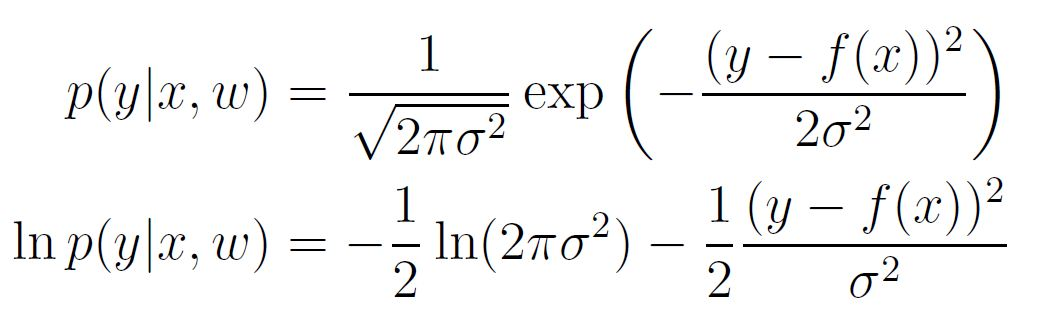 p(y|x, w) = \frac{1}{\sqrt{2\pi\sigma^2}} \exp\left(-\frac{(y - f(x))^2}{2\sigma^2}\right)
\ln p(y|x, w) = -\frac{1}{2} \ln(2\pi\sigma^2) - \frac{1}{2} \frac{(y - f(x))^2}{\sigma^2}